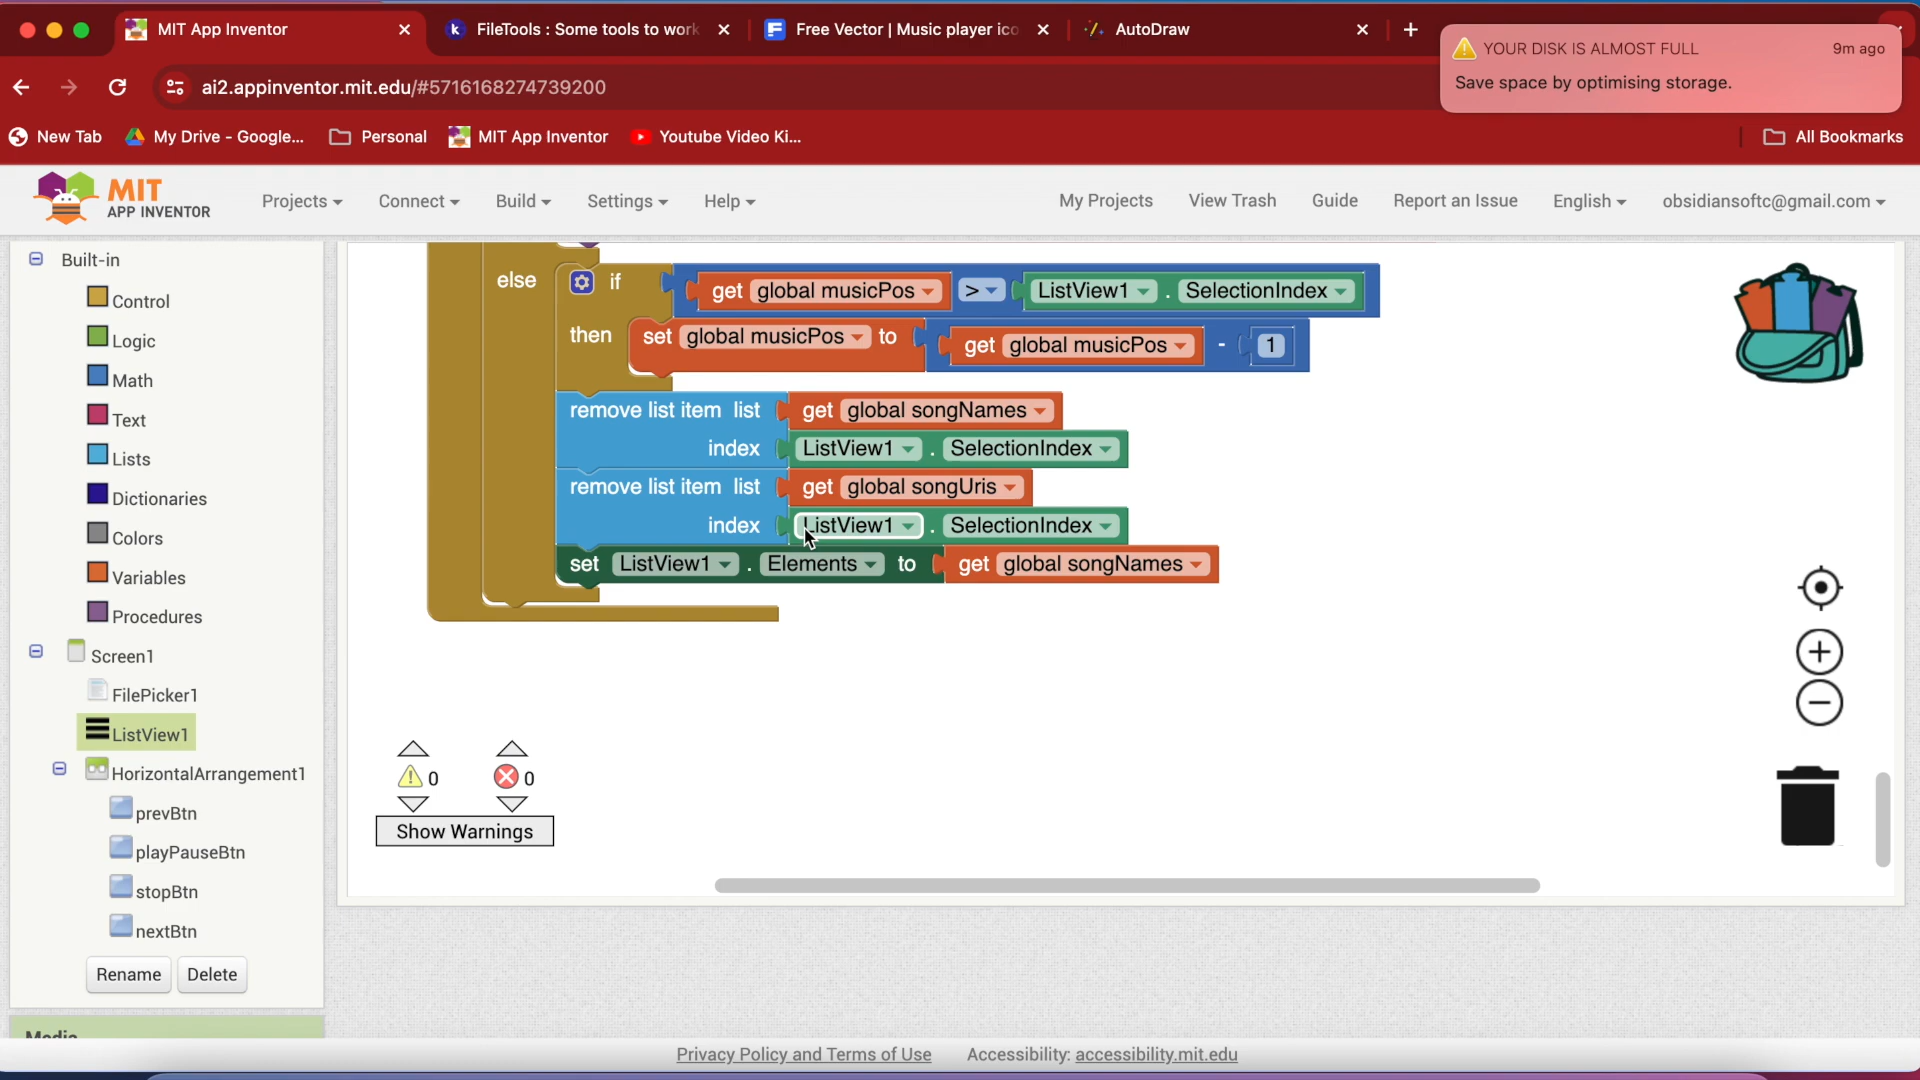 MIT App Inventor
FileTools : Some tools to work
Free Vector | Music player ico
AutoDraw
YOUR DISK IS ALMOST FULL
9m ago
Save space by optimising storage.
ai2.appinventor.mit.edu/#5716168274739200
New Tab
My Drive - Google...
Personal
MIT App Inventor
Youtube Video Ki...
All Bookmarks
MIT
APP INVENTOR
Projects
Connect
Build
Settings
Help
My Projects
View Trash
Guide
Report an Issue
English
obsidiansoftc@gmail.com
Built-in
Control
Logic
Math
Text
Lists
Dictionaries
Colors
Variables
Procedures
Screen1
FilePicker1
ListView1
HorizontalArrangement1
prevBtn
playPauseBtn
stopBtn
nextBtn
Rename
Delete
else if get global musicPos > ListView1 . SelectionIndex
then set global musicPos to get global musicPos - 1
remove list item list get global songNames
index ListView1 . SelectionIndex
remove list item list get global songUris
index ListView1 . SelectionIndex
set ListView1 . Elements to get global songNames
0
0
Show Warnings
Privacy Policy and Terms of Use
Accessibility: accessibility.mit.edu